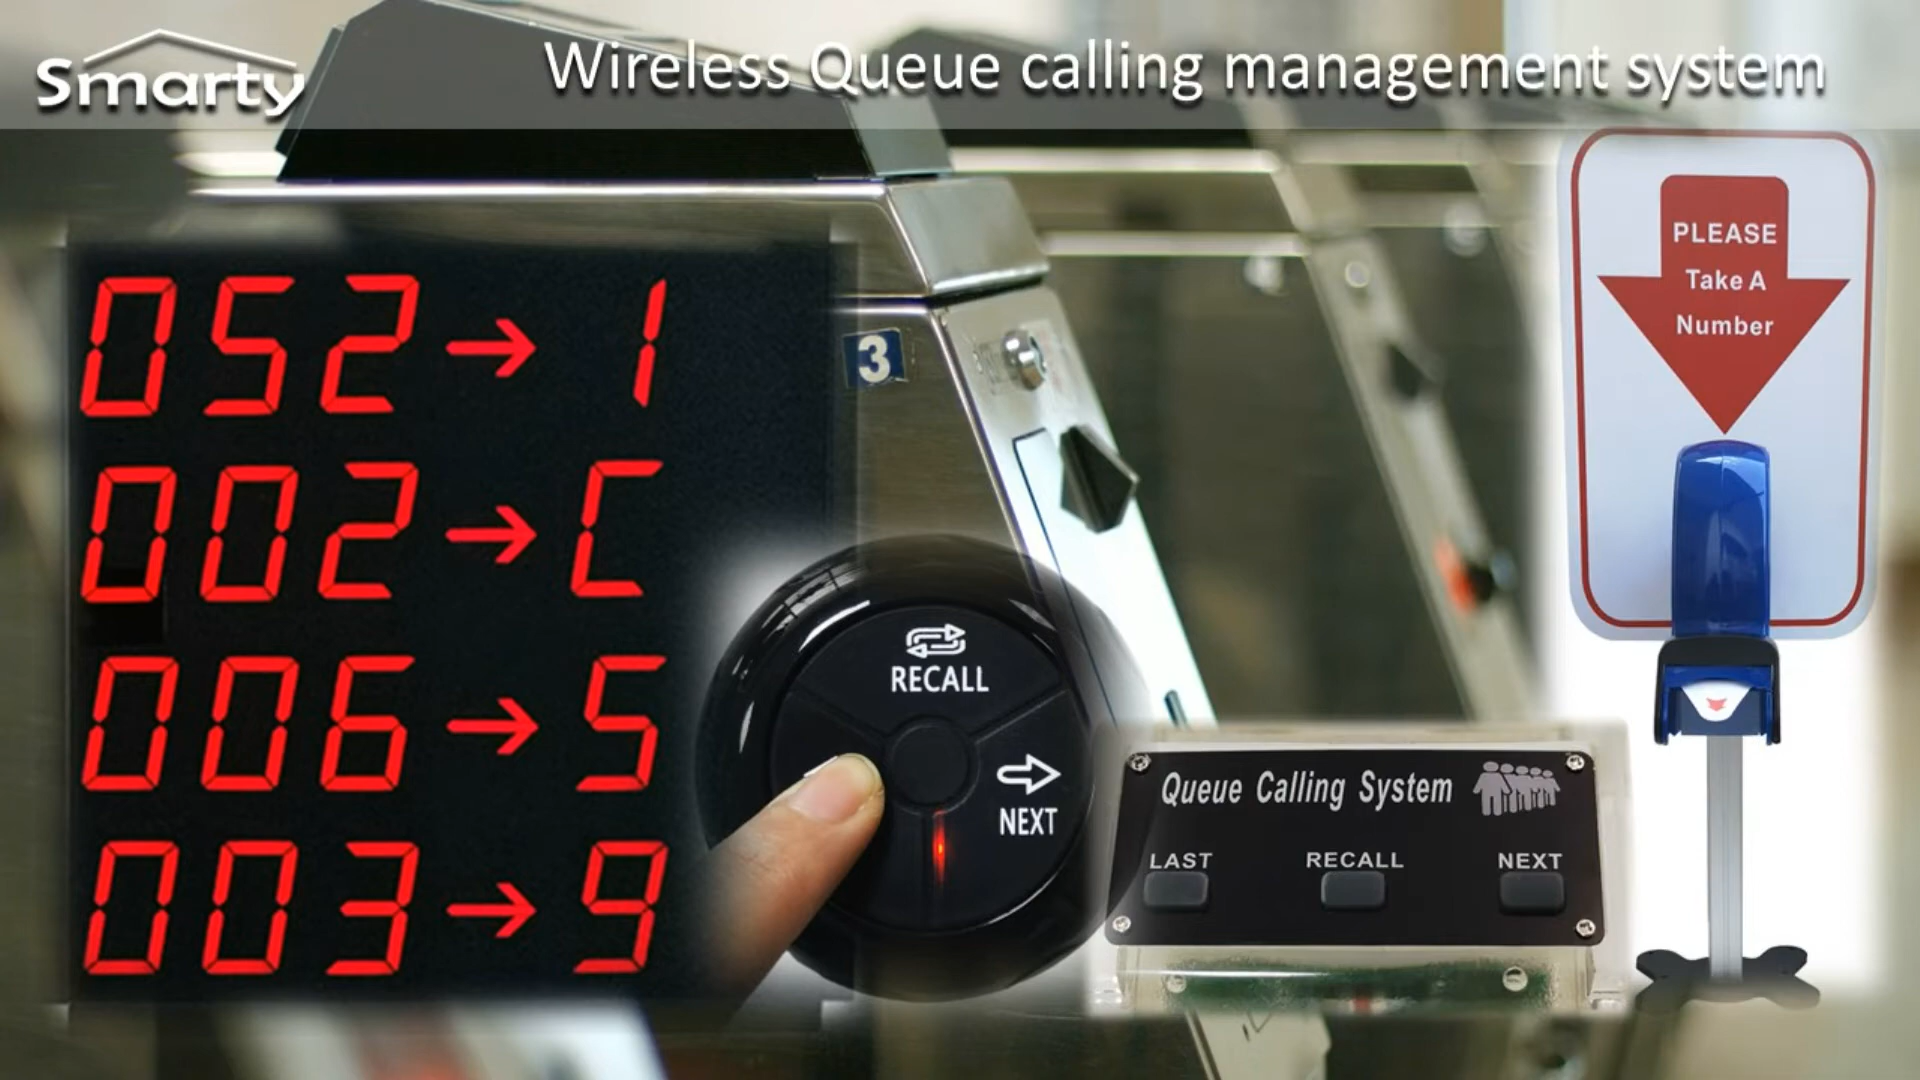 Smarty
Wireless Queue calling management system
052→ 1
002→C
006→5
003→9
3
RECALL
NEXT
PLEASE
Take A
Number
Queue Calling System
LAST RECALL NEXT